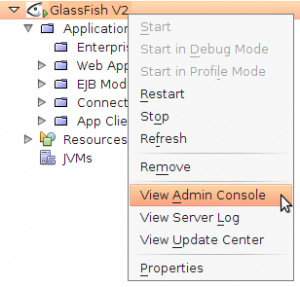 GlassFish V2
Application
Enterpris
Web App
EJB Mod
Connect
App Clie
Resources
JVMs
Start
Start in Debug Mode
Start in Profile Mode
Restart
Stop
Refresh
Remove
View Admin Console
View Server Log
View Update Center
Properties